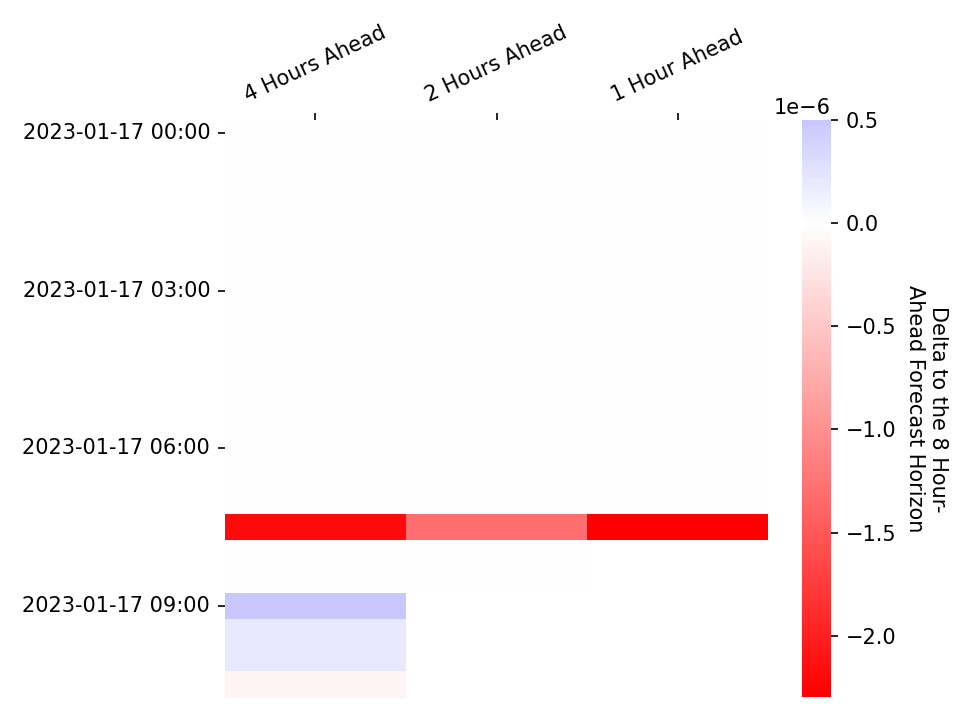 4 Hours Ahead
2 Hours Ahead
1 Hour Ahead
1e−6
2023-01-17 00:00
2023-01-17 03:00
2023-01-17 06:00
2023-01-17 09:00
0.5
0.0
−0.5
−1.0
−1.5
−2.0
Delta to the 8 Hour-
Ahead Forecast Horizon